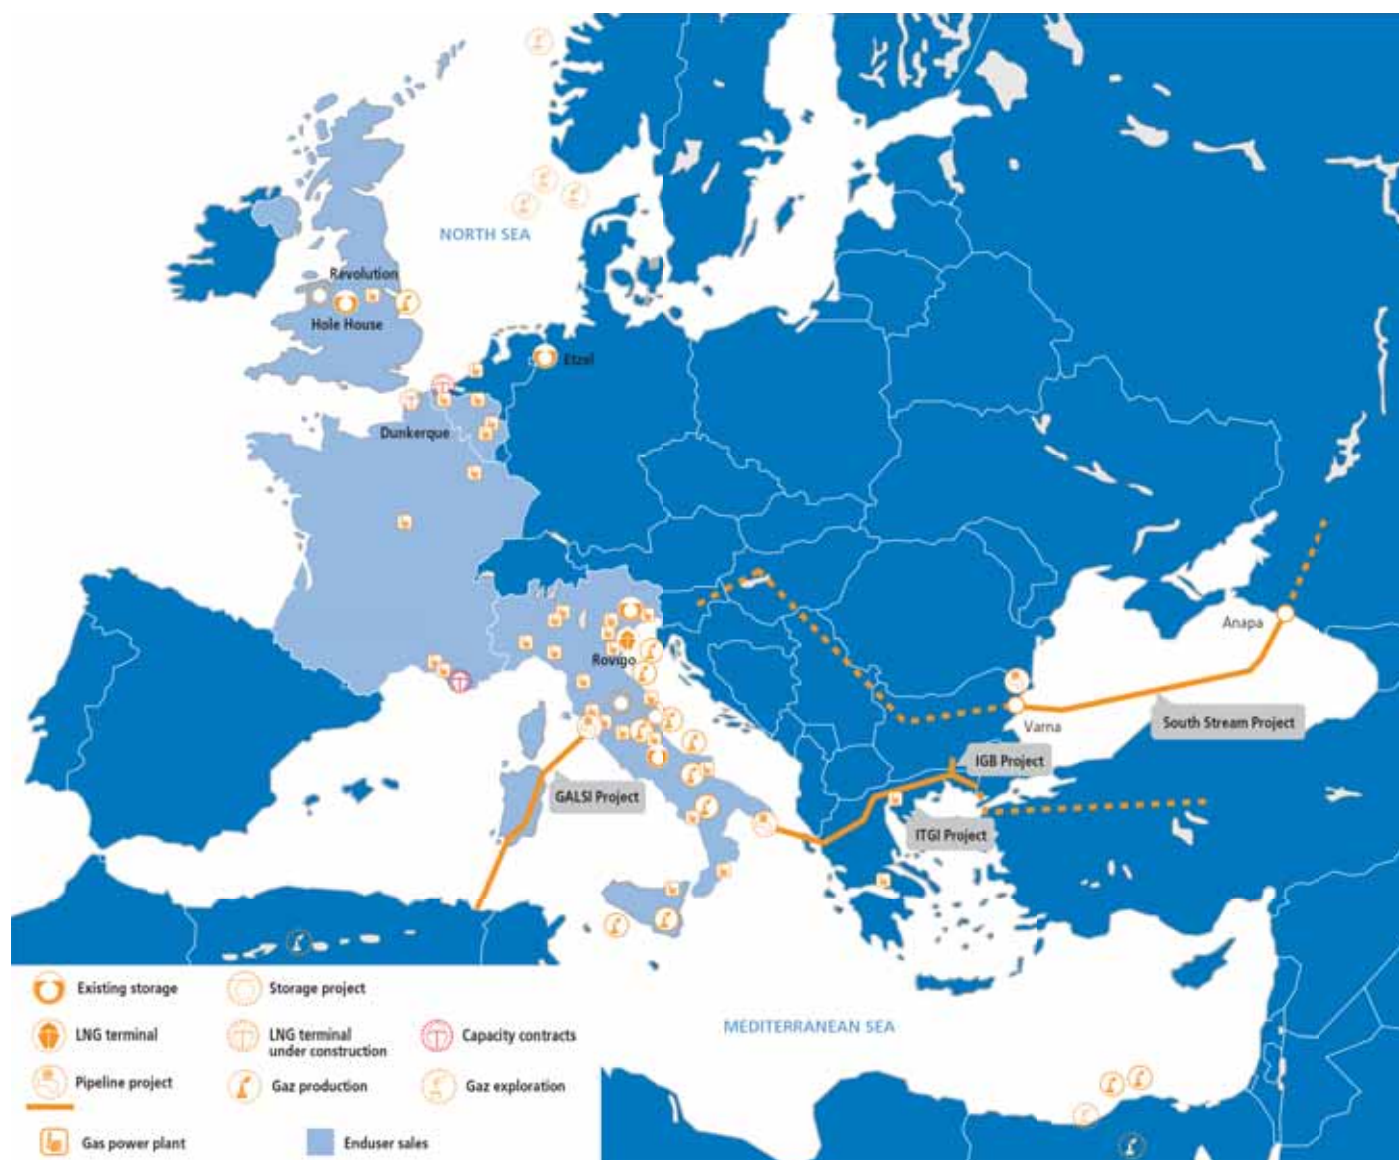 NORTH SEA
Revolution
Hole House
Etzel
Dunkerque
Rovigo
Anapa
Varna
South Stream Project
IGB Project
GALSI Project
ITGI Project
MEDITERRANEAN SEA
Existing storage
Storage project
LNG terminal
LNG terminal
under construction
Capacity contracts
Pipeline project
Gaz production
Gaz exploration
Gas power plant
Enduser sales